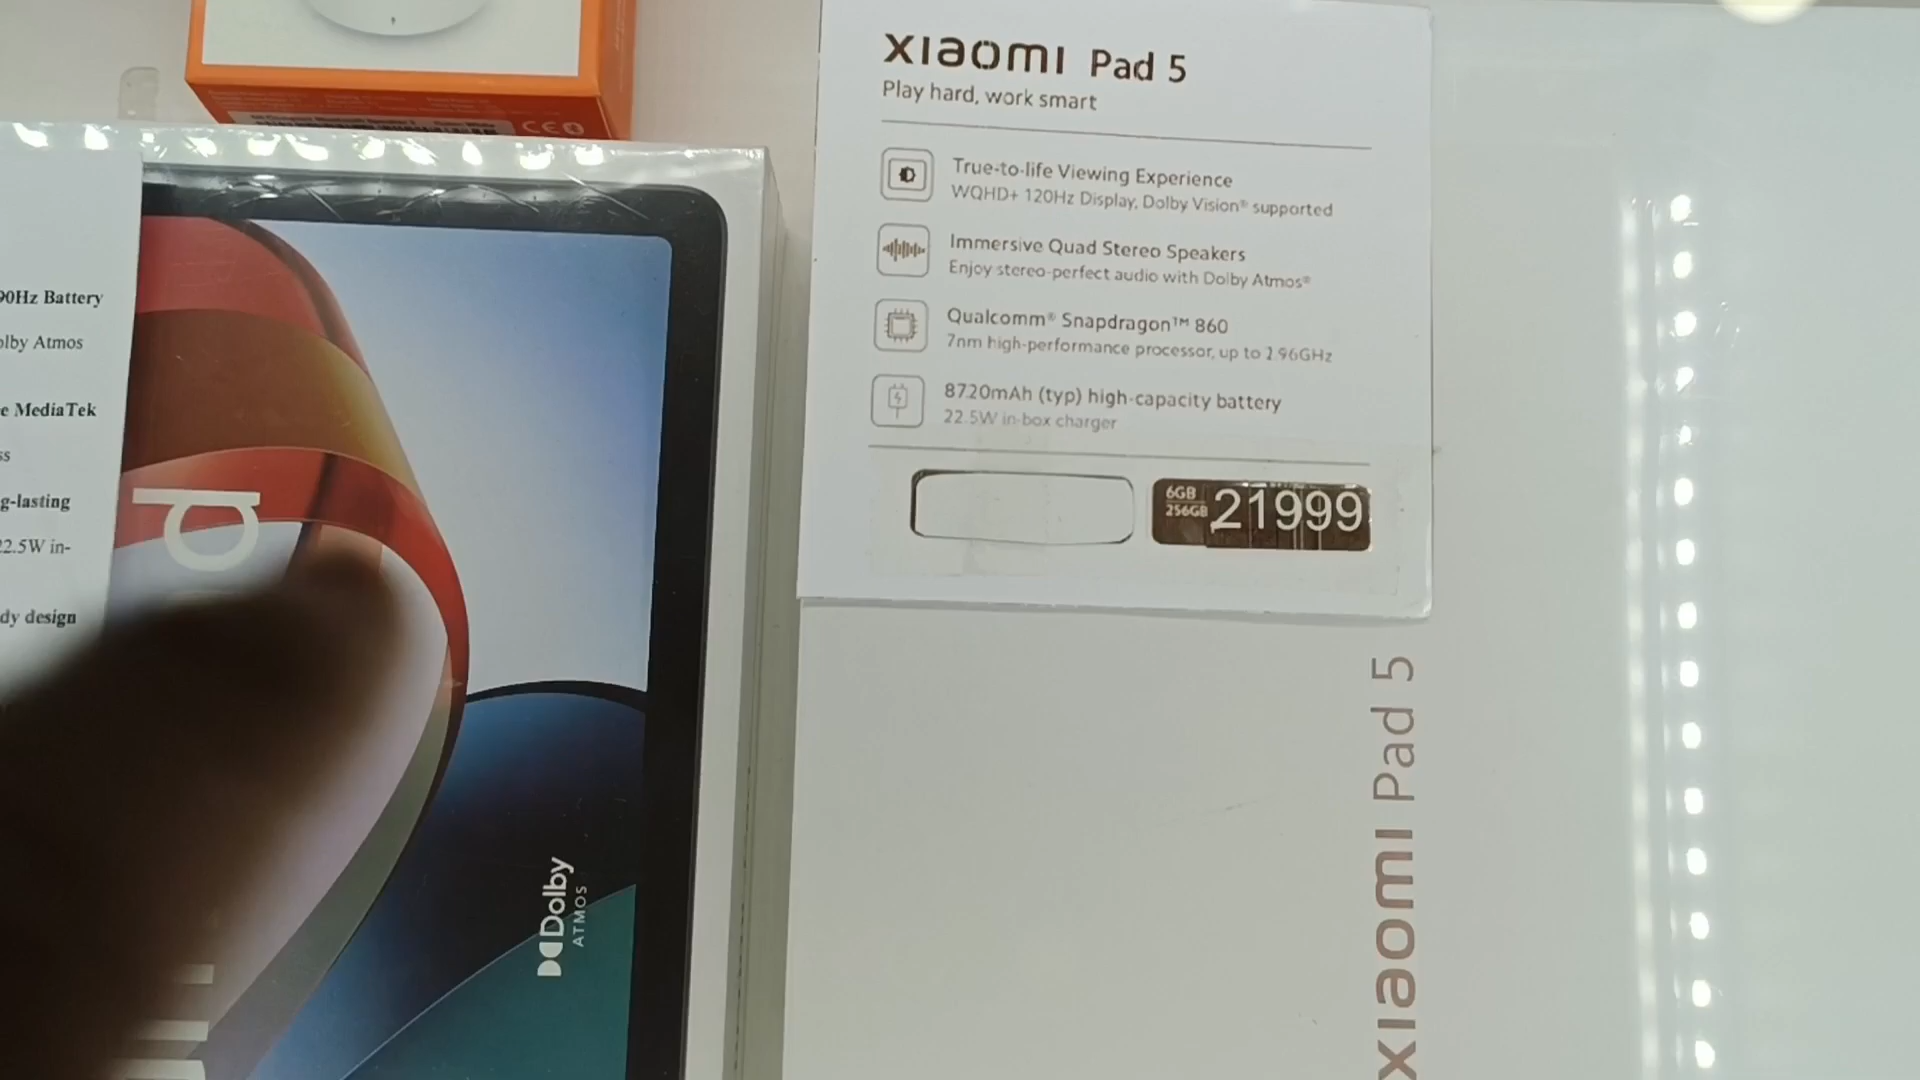 xiaomi Pad 5
Play hard, work smart
True-to-life Viewing Experience
WQHD+ 120Hz Display, Dolby Vision® supported
Immersive Quad Stereo Speakers
Enjoy stereo-perfect audio with Dolby Atmos®
Qualcomm® Snapdragon™ 860
7nm high-performance processor, up to 2.96GHz
8720mAh (typ) high-capacity battery
22.5W in-box charger
6GB
256GB
21999
90Hz Battery
olby Atmos
e MediaTek
ss
g-lasting
22.5W in-
dy design
d
Dolby
ATMOS
xiaomi Pad 5
CE